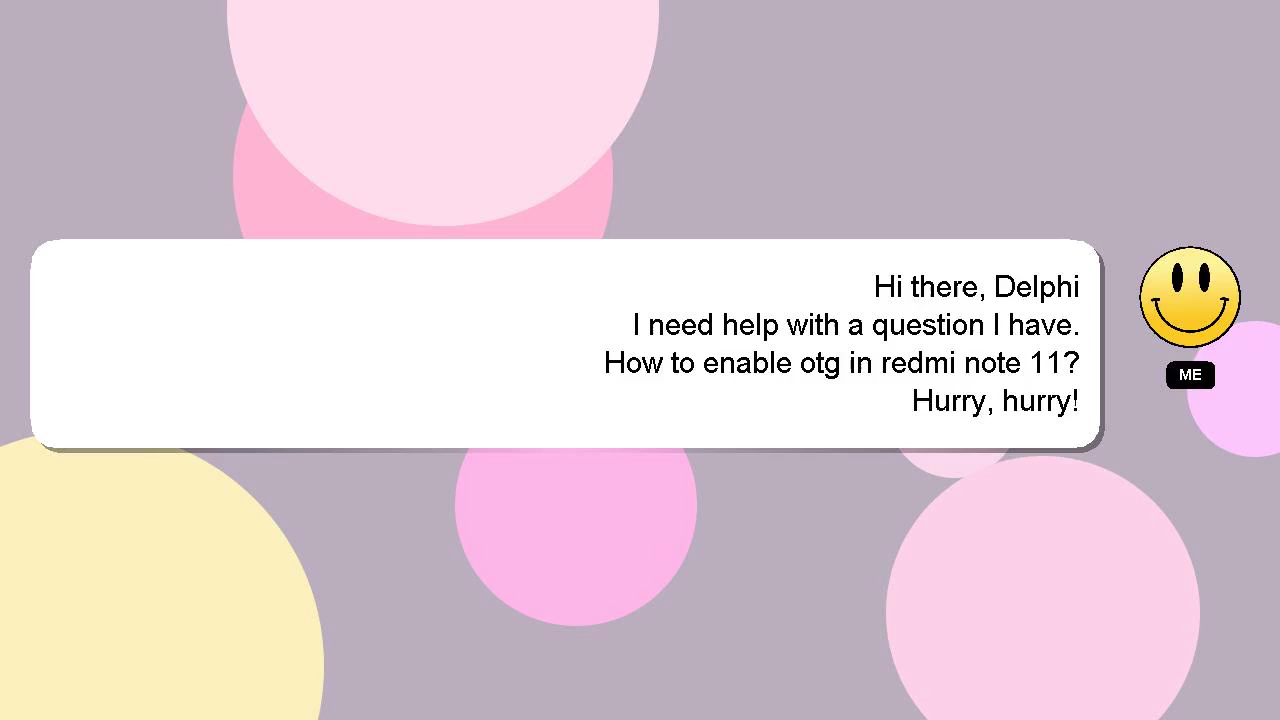 Hi there, Delphi
I need help with a question I have.
How to enable otg in redmi note 11?
Hurry, hurry!
ME